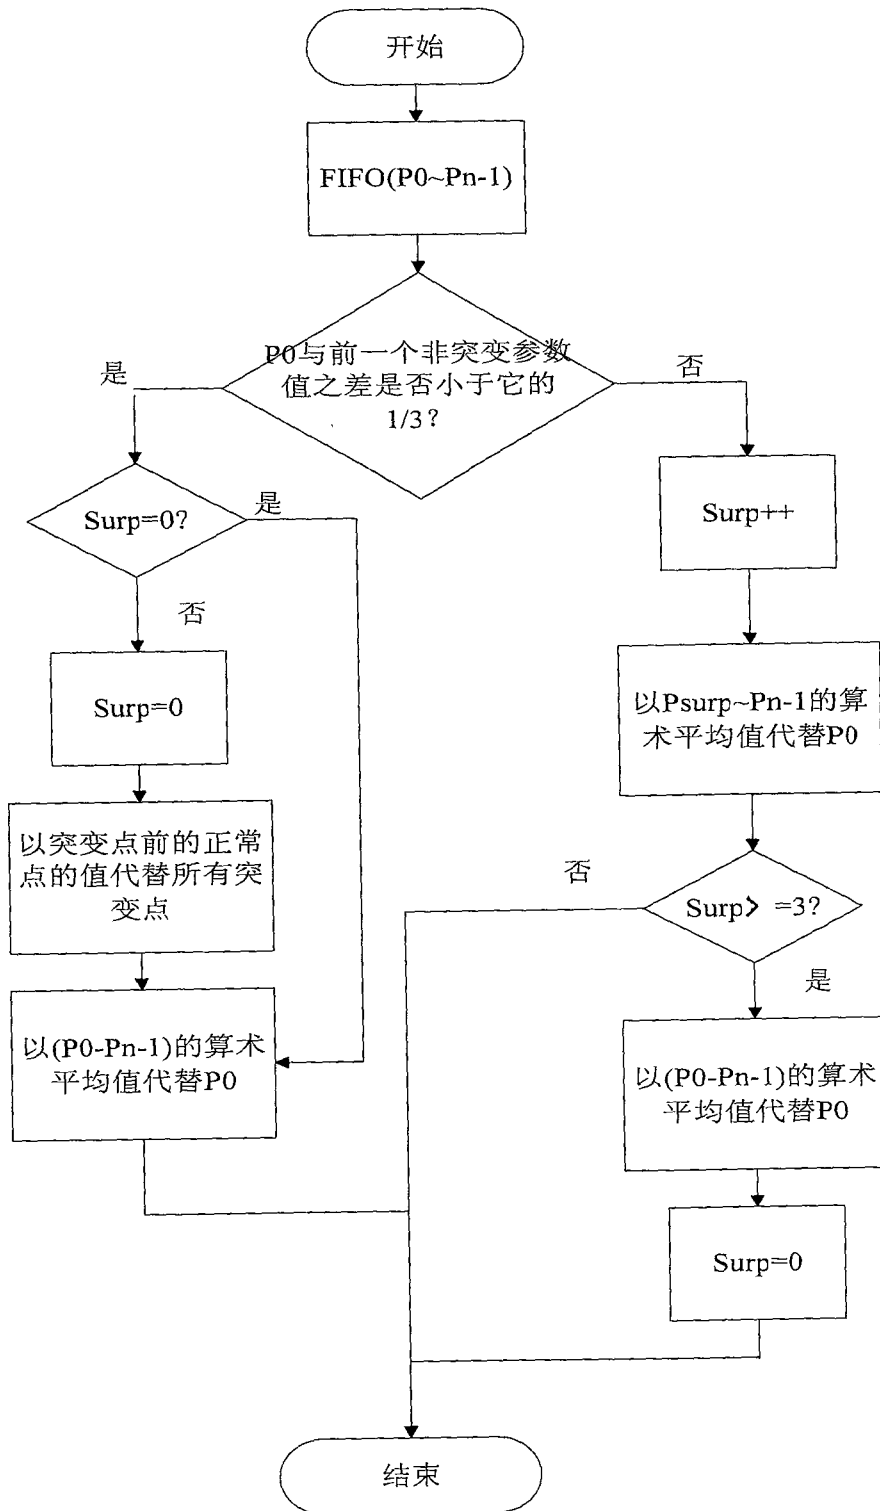 开始
FIFO(P0~Pn-1)
P0与前一个非突变参数
值之差是否小于它的
1/3?
是
否
Surp=0?
是
Surp++
否
Surp=0
以Psurp~Pn-1的算
术平均值代替P0
以突变点前的正常
点的值代替所有突
变点
否
Surp> =3?
是
以(P0-Pn-1)的算术
平均值代替P0
以(P0-Pn-1)的算术
平均值代替P0
Surp=0
结束